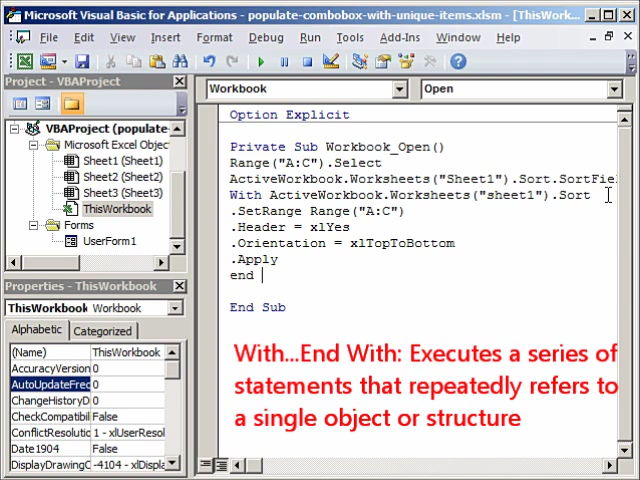 Microsoft Visual Basic for Applications - populate-combobox-with-unique-items.xlsm - [ThisWork...
File Edit View Insert Format Debug Run Tools Add-Ins Window Help
Project - VBAProject
Workbook Open
VBAProject (populate-
Microsoft Excel Object
Sheet1 (Sheet1)
Sheet2 (Sheet2)
Sheet3 (Sheet3)
ThisWorkbook
Forms
UserForm1
Option Explicit
Private Sub Workbook_Open()
Range("A:C").Select
ActiveWorkbook.Worksheets("Sheet1").Sort.SortFie
With ActiveWorkbook.Worksheets("sheet1").Sort
.SetRange Range("A:C")
.Header = xlYes
.Orientation = xlTopToBottom
.Apply
end
End Sub
Properties - ThisWorkbook
ThisWorkbook Workbook
Alphabetic Categorized
(Name) ThisWorkbook
AccuracyVersion 0
AutoUpdateFreq 0
ChangeHistoryD 0
CheckCompatibil False
ConflictResolutio 1 - xlUserResol
Date1904 False
DisplayDrawingC -4104 - xlDispla
With...End With: Executes a series of
statements that repeatedly refers to
a single object or structure